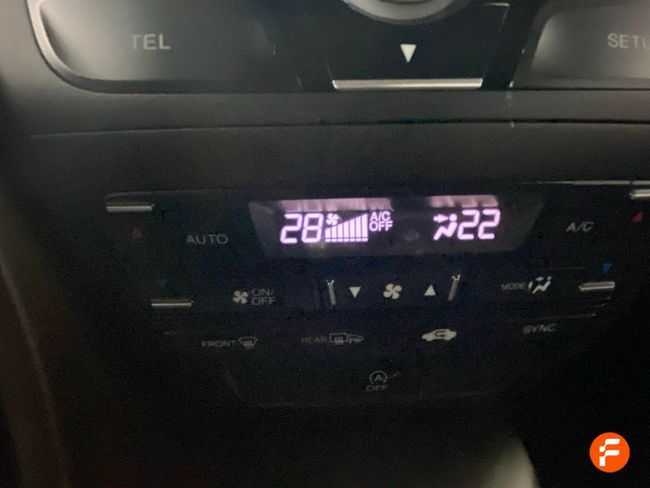 TEL
SETU
28 A/C OFF 22
AUTO
A/C
ON/
OFF
MODE
FRONT
REAR
SYNC
A
OFF
F